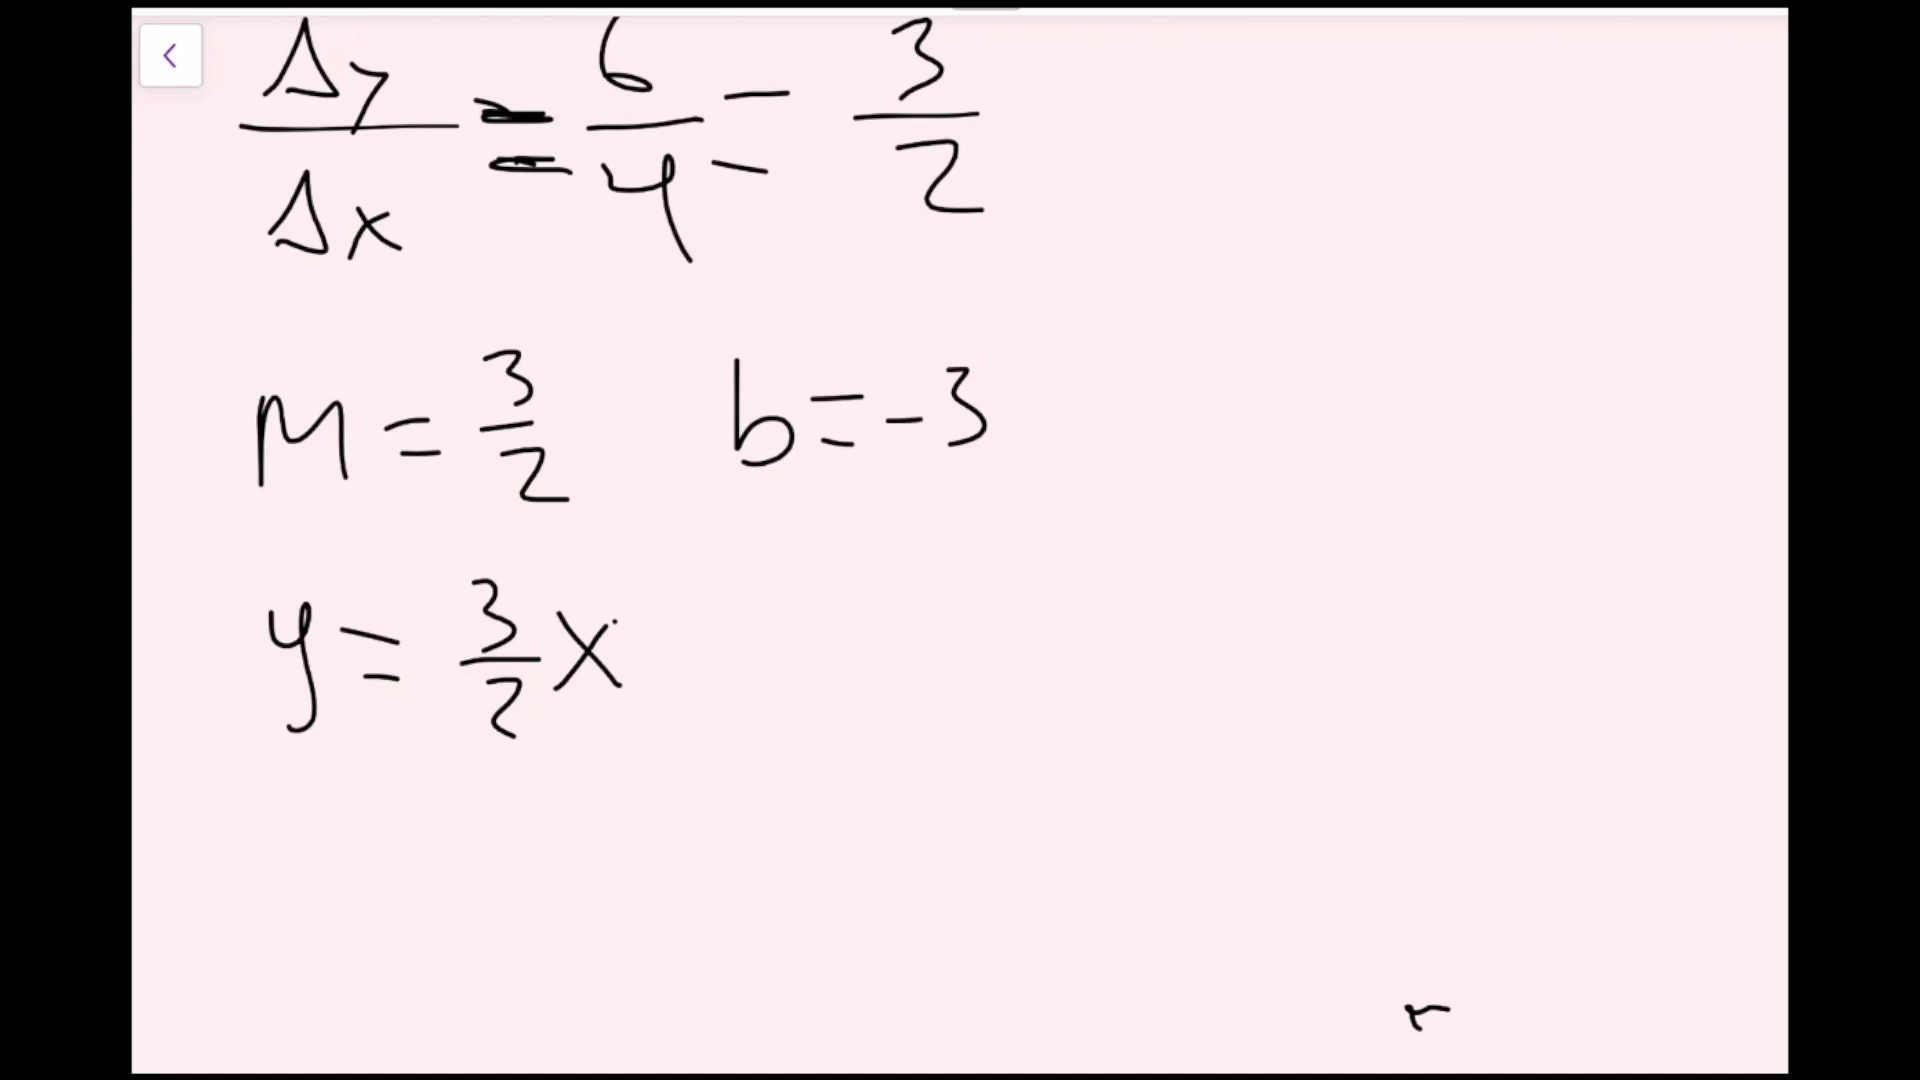 Δy/Δx = 6/4 = 3/2
M = 3/2 b = -3
y = 3/2 x